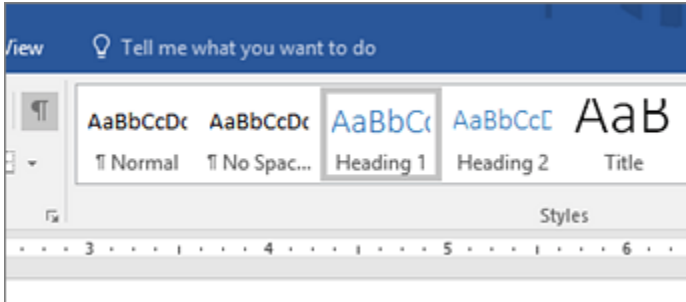 View Tell me what you want to do
¶ AaBbCcDc AaBbCcDc AaBbCc AaBbCcD AaB
¶ Normal ¶ No Spac... Heading 1 Heading 2 Title
Styles
3 4 5 6